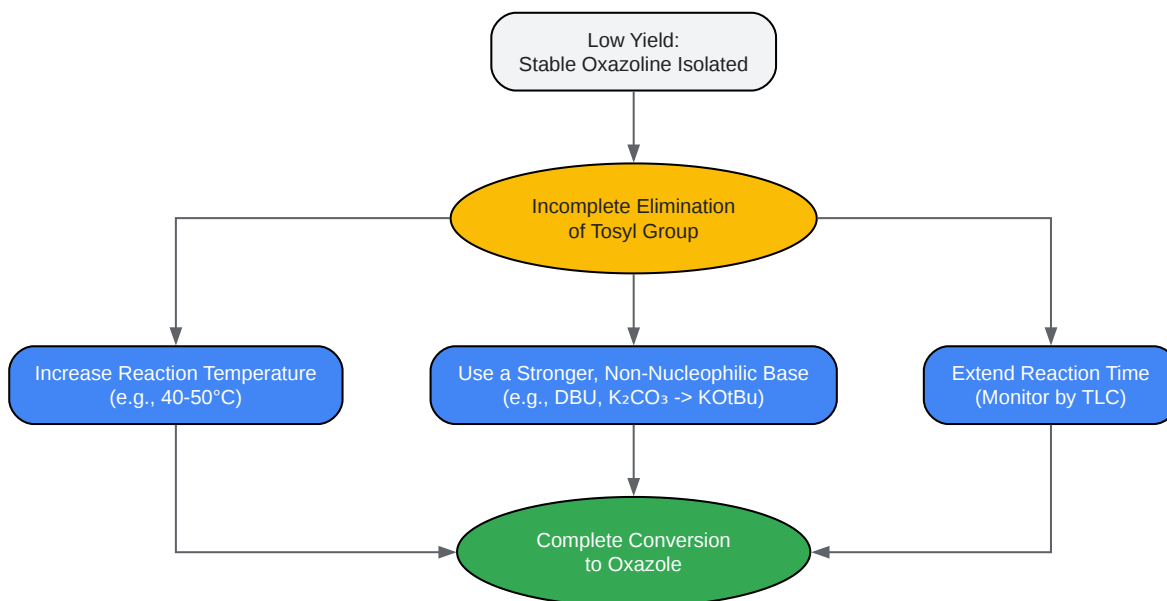 Low Yield:
Stable Oxazoline Isolated
Incomplete Elimination
of Tosyl Group
Increase Reaction Temperature
(e.g., 40-50°C)
Use a Stronger, Non-Nucleophilic Base
(e.g., DBU, K₂CO₃ -> KOtBu)
Extend Reaction Time
(Monitor by TLC)
Complete Conversion
to Oxazole